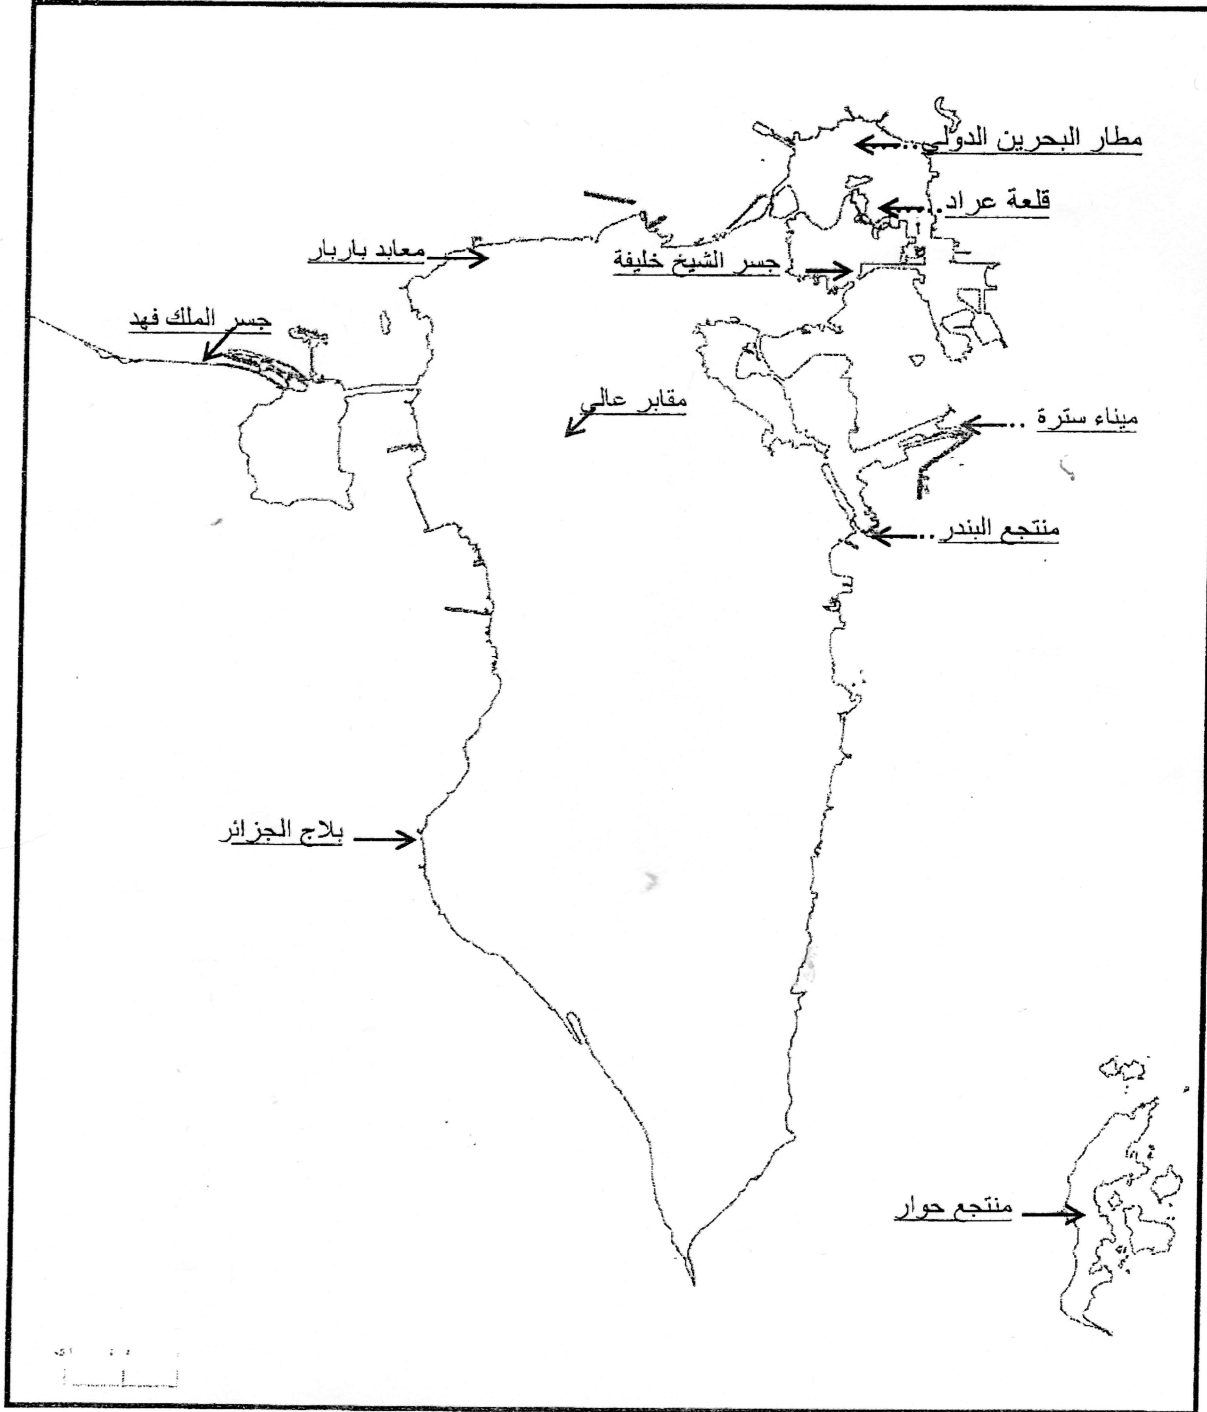 مطار البحرين الدولي
قلعة عراد
معابد باربار
جسر الشيخ خليفة
جسر الملك فهد
مقابر عالي
ميناء سترة
منتجع البندر
بلاج الجزائر
منتجع حوار